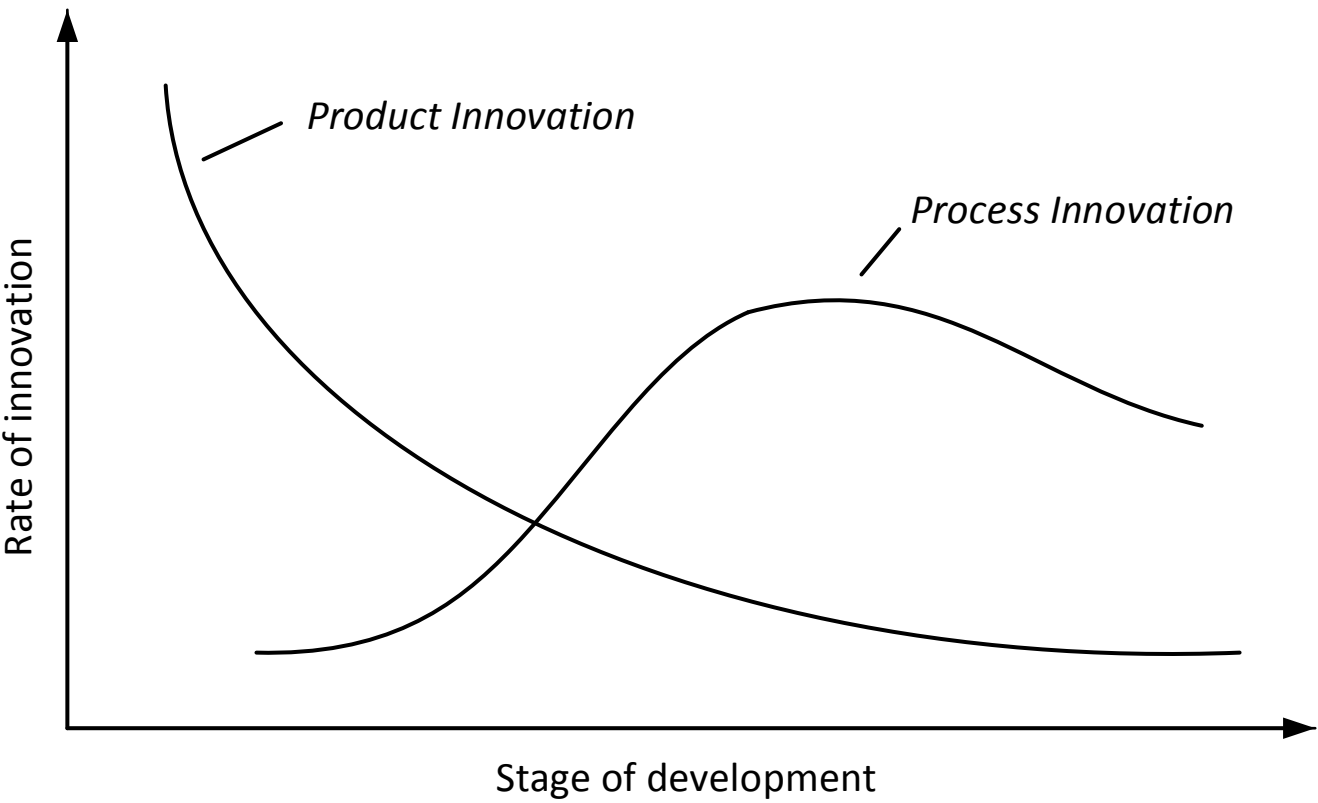 Product Innovation
Process Innovation
Rate of innovation
Stage of development